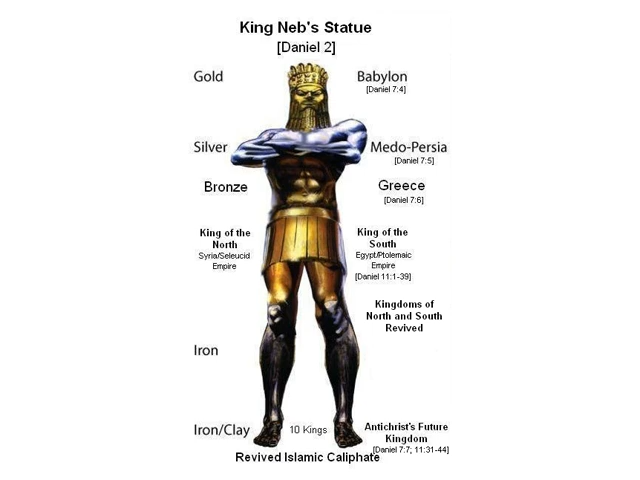 King Neb's Statue
[Daniel 2]
Gold
Babylon
[Daniel 7:4]
Silver
Medo-Persia
[Daniel 7:5]
Bronze
Greece
[Daniel 7:6]
King of the
North
Syria/Seleucid
Empire
King of the
South
Egypt/Ptolemaic
Empire
[Daniel 11:1-39]
Kingdoms of
North and South
Revived
Iron
Iron/Clay
10 Kings
Antichrist's Future
Kingdom
[Daniel 7:7; 11:31-44]
Revived Islamic Caliphate